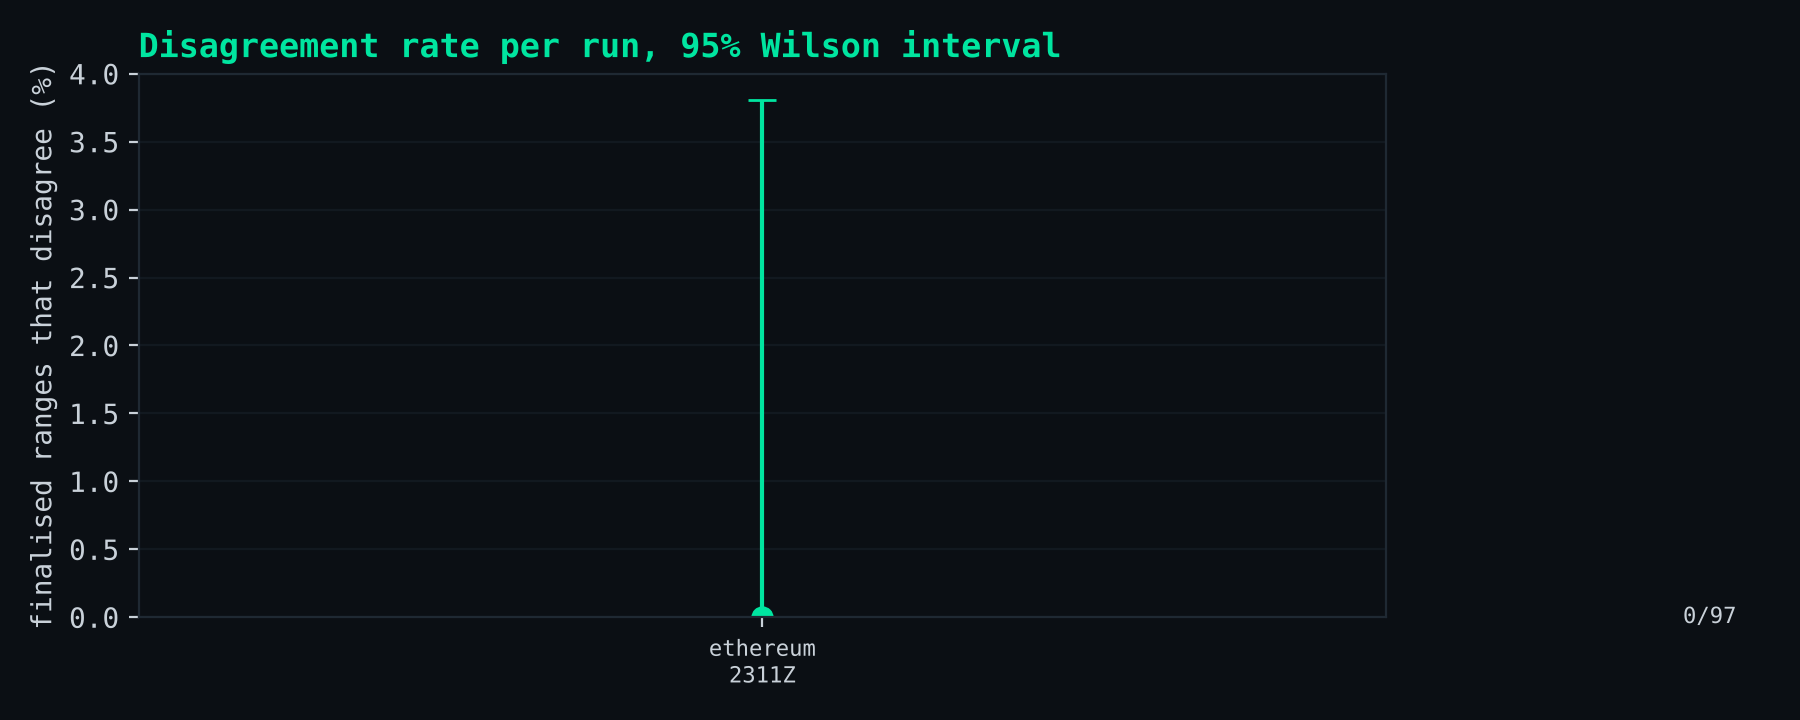 Disagreement rate per run, 95% Wilson interval
finalised ranges that disagree (%)
4.0
3.5
3.0
2.5
2.0
1.5
1.0
0.5
0.0
0/97
ethereum
2311Z